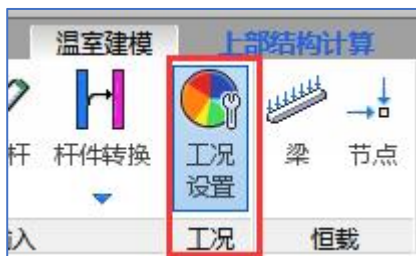 温室建模 上部结构计算
杆 杆件转换 工况 梁 节点
设置
入 工况 恒载